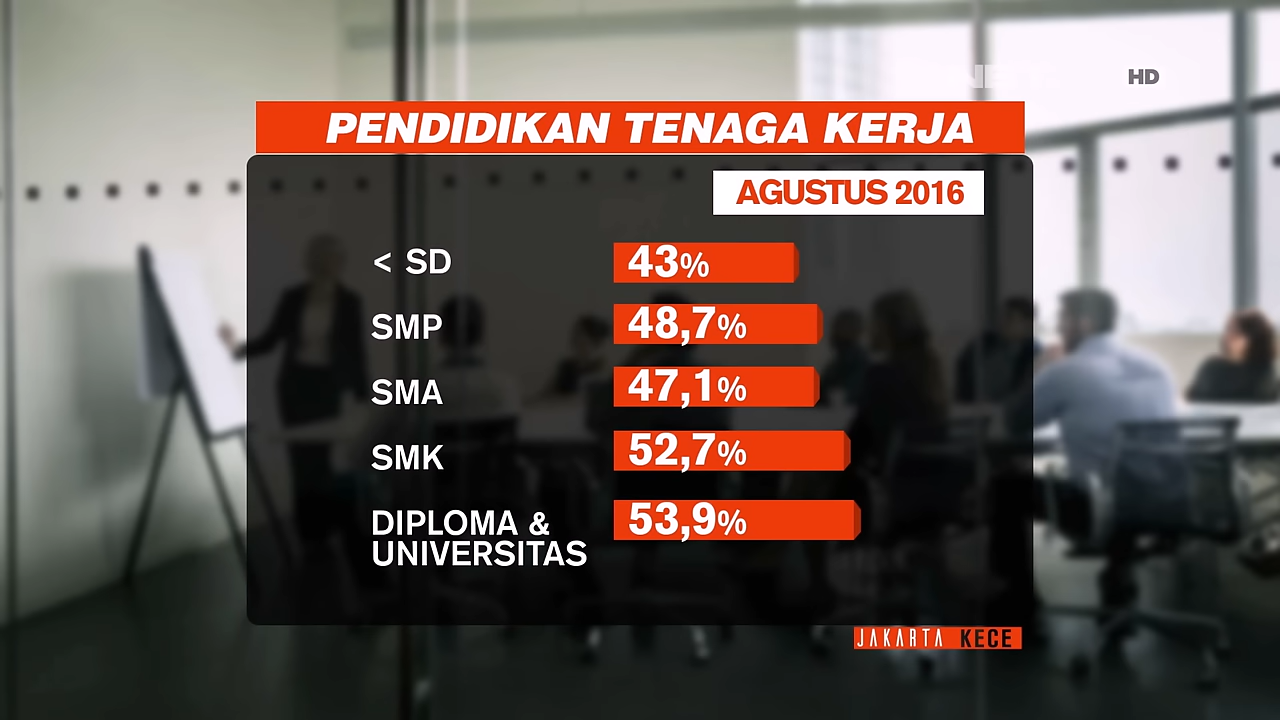 HD
PENDIDIKAN TENAGA KERJA
AGUSTUS 2016
< SD 43%
SMP 48,7%
SMA 47,1%
SMK 52,7%
DIPLOMA & 53,9%
UNIVERSITAS
JAKARTA KECE